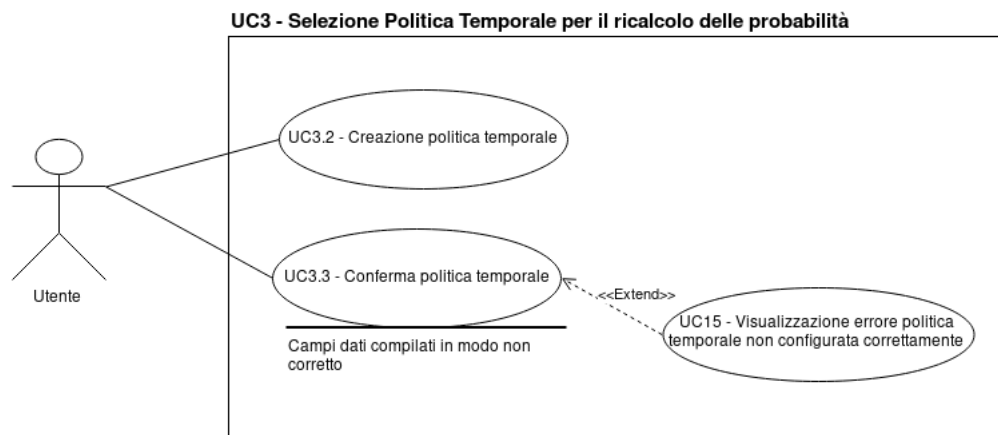 UC3 - Selezione Politica Temporale per il ricalcolo delle probabilità
UC3.2 - Creazione politica temporale
UC3.3 - Conferma politica temporale
Utente
<<Extend>>
UC15 - Visualizzazione errore politica
temporale non configurata correttamente
Campi dati compilati in modo non
corretto